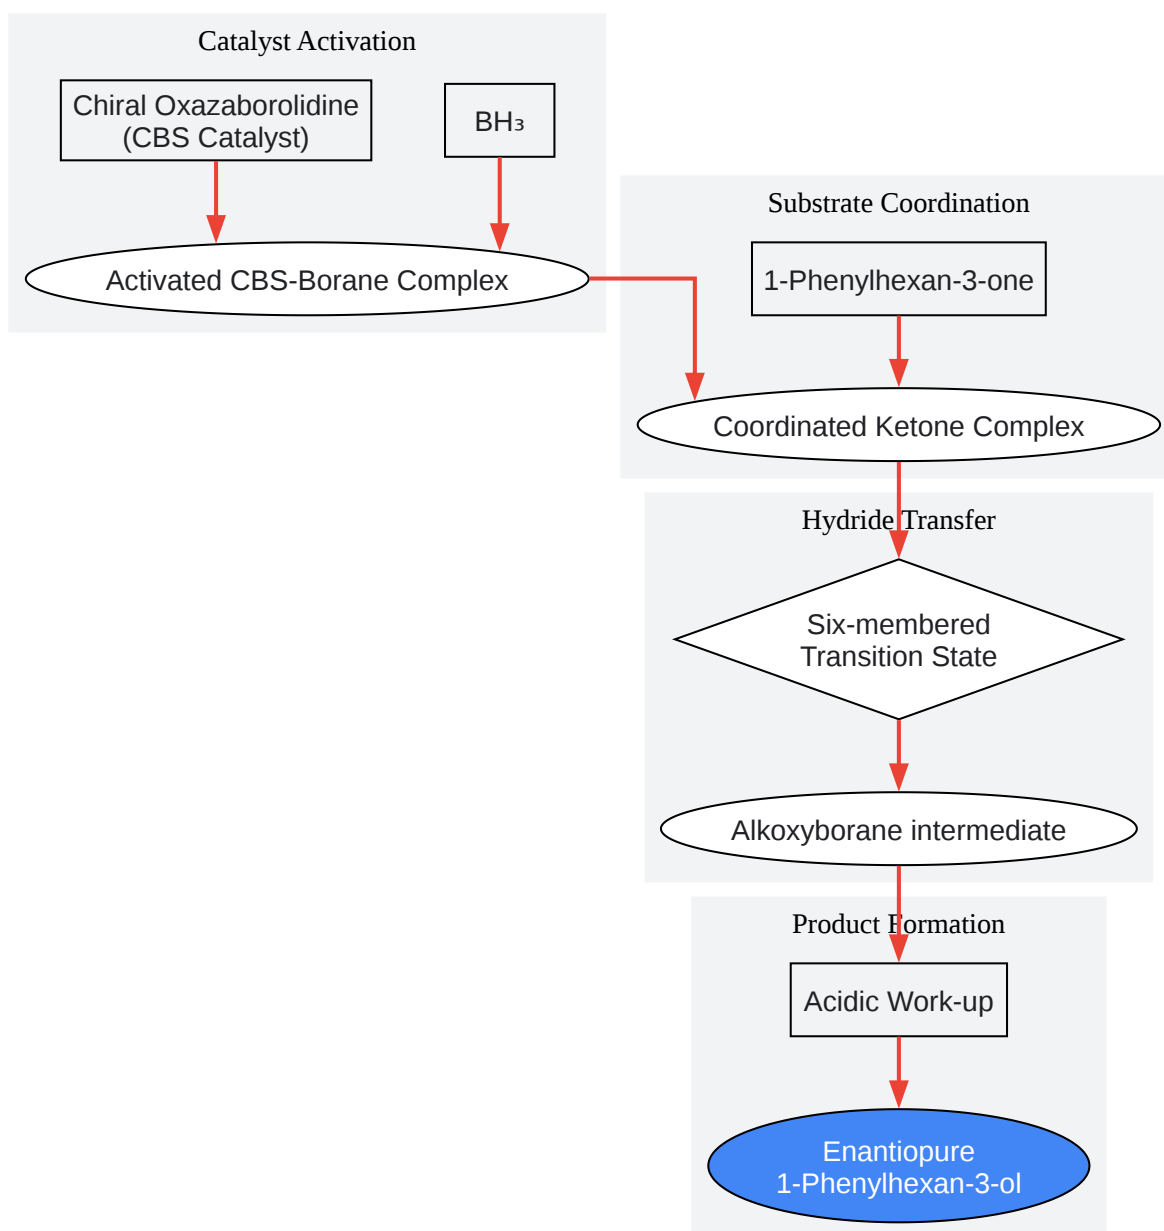 Catalyst Activation
Chiral Oxazaborolidine
(CBS Catalyst)
BH₃
Activated CBS-Borane Complex
Substrate Coordination
1-Phenylhexan-3-one
Coordinated Ketone Complex
Hydride Transfer
Six-membered
Transition State
Alkoxyborane intermediate
Product Formation
Acidic Work-up
Enantiopure
1-Phenylhexan-3-ol